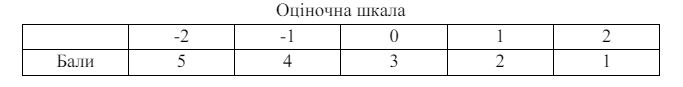 Оціночна шкала
-2 -1 0 1 2
Бали 5 4 3 2 1